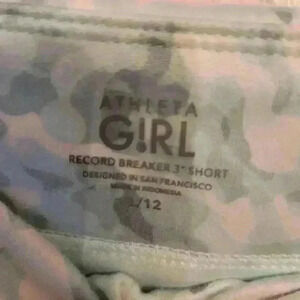 ATHLETA
G!RL
RECORD BREAKER 3" SHORT
DESIGNED IN SAN FRANCISCO
MADE IN INDONESIA
/12